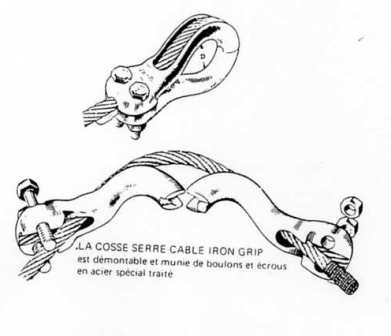 D
.LA COSSE SERRE CABLE IRON GRIP
est démontable et munie de boulons et écrous
en acier spécial traité